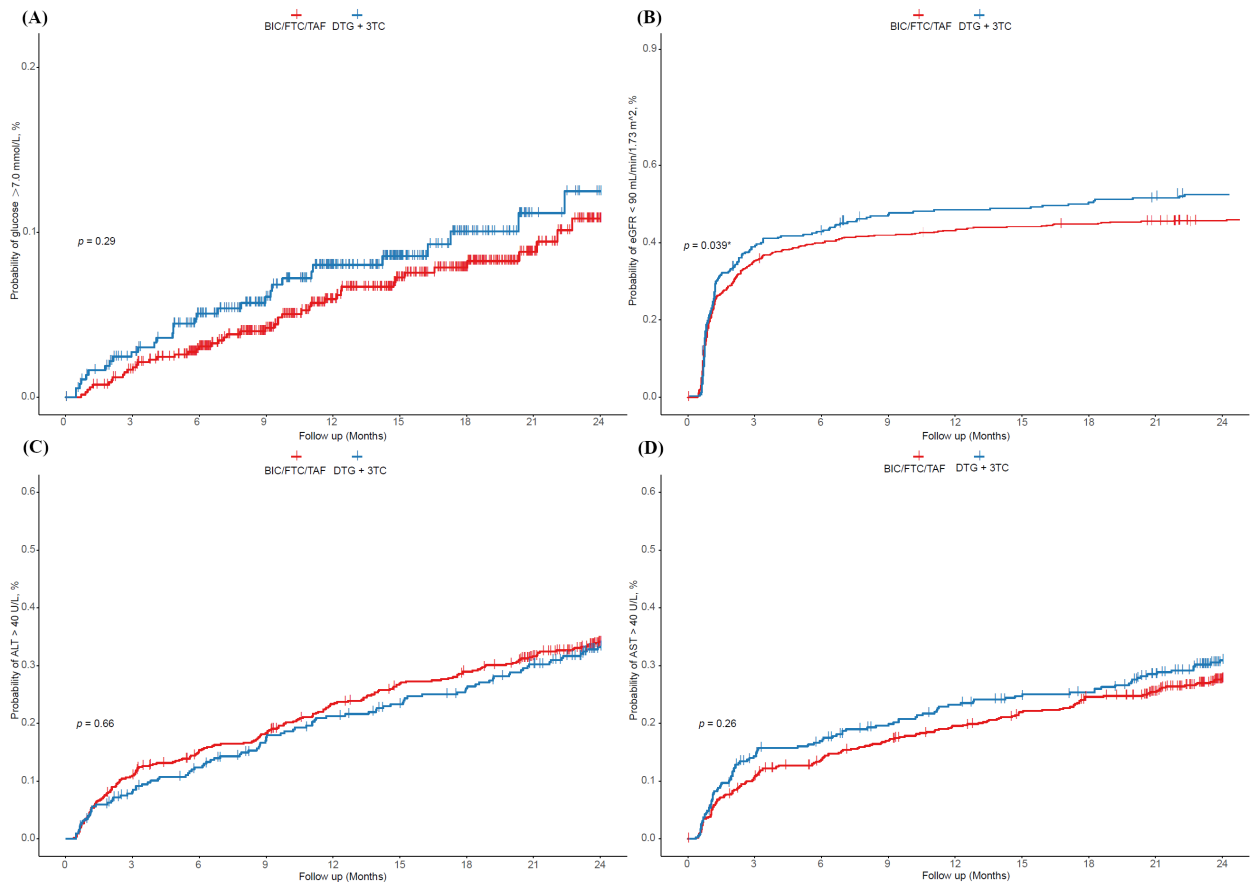 (A)
BIC/FTC/TAF DTG + 3TC
Probability of glucose >7.0 mmol/L, %
0.2
0.1
0.0
p = 0.29
0 3 6 9 12 15 18 21 24
Follow up (Months)
(B)
BIC/FTC/TAF DTG + 3TC
Probability of eGFR < 90 mL/min/1.73 m^2, %
0.9
0.6
0.4
0.2
0.0
p = 0.039*
0 3 6 9 12 15 18 21 24
Follow up (Months)
(C)
BIC/FTC/TAF DTG + 3TC
Probability of ALT > 40 U/L, %
0.6
0.5
0.4
0.3
0.2
0.1
0.0
p = 0.66
0 3 6 9 12 15 18 21 24
Follow up (Months)
(D)
BIC/FTC/TAF DTG + 3TC
Probability of AST > 40 U/L, %
0.6
0.5
0.4
0.3
0.2
0.1
0.0
p = 0.26
0 3 6 9 12 15 18 21 24
Follow up (Months)